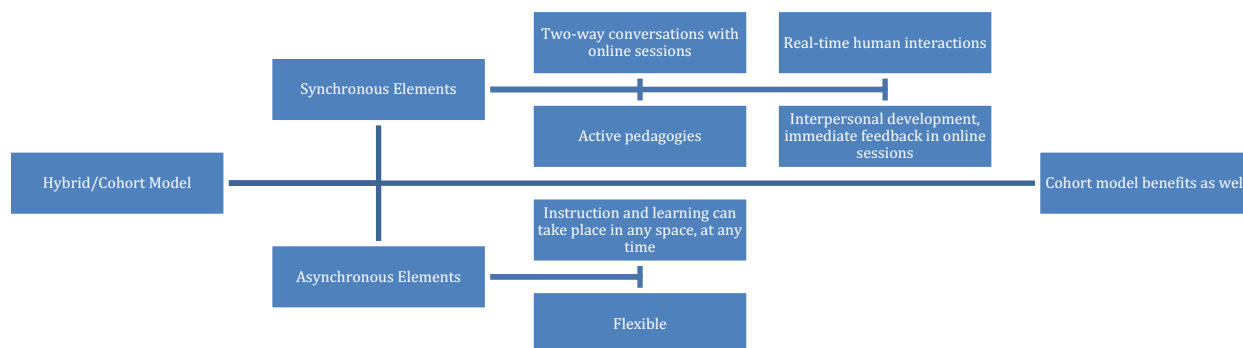 Two-way conversations with
online sessions
Real-time human interactions
Synchronous Elements
Active pedagogies
Interpersonal development,
immediate feedback in online
sessions
Hybrid/Cohort Model
Cohort model benefits as wel
Instruction and learning can
take place in any space, at any
time
Asynchronous Elements
Flexible